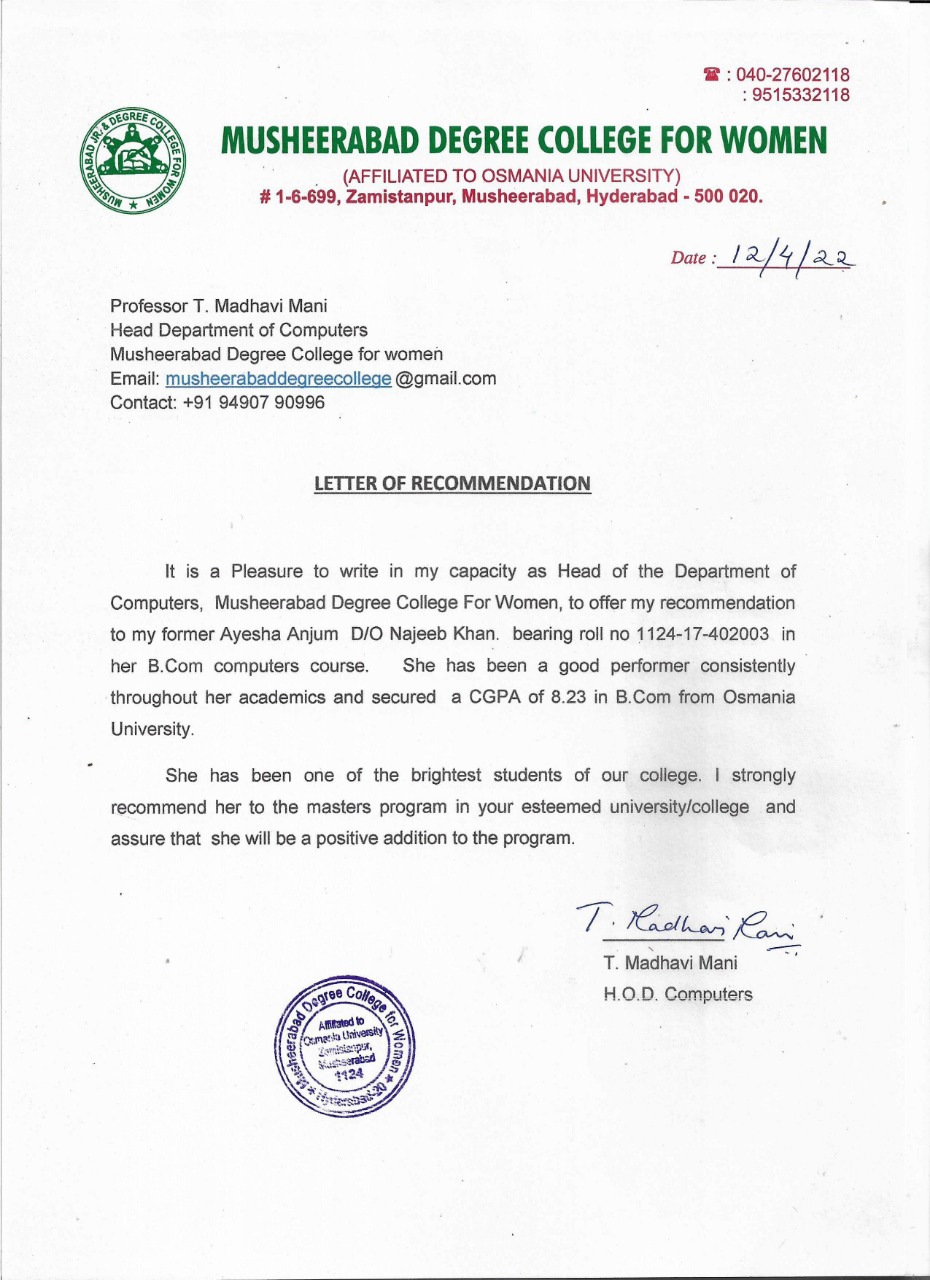 ☎ : 040-27602118
: 9515332118
MUSHEERABAD JR. & DEGREE COLLEGE FOR WOMEN
MUSHEERABAD DEGREE COLLEGE FOR WOMEN
(AFFILIATED TO OSMANIA UNIVERSITY)
# 1-6-699, Zamistanpur, Musheerabad, Hyderabad - 500 020.
Date : 12/4/22
Professor T. Madhavi Mani
Head Department of Computers
Musheerabad Degree College for women
Email: musheerabaddegreecollege @gmail.com
Contact: +91 94907 90996
LETTER OF RECOMMENDATION
It is a Pleasure to write in my capacity as Head of the Department of
Computers, Musheerabad Degree College For Women, to offer my recommendation
to my former Ayesha Anjum D/O Najeeb Khan. bearing roll no 1124-17-402003 in
her B.Com computers course. She has been a good performer consistently
throughout her academics and secured a CGPA of 8.23 in B.Com from Osmania
University.
She has been one of the brightest students of our college. I strongly
recommend her to the masters program in your esteemed university/college and
assure that she will be a positive addition to the program.
T. Madhavi Mani
T. Madhavi Mani
H.O.D. Computers
Musheerabad Degree College for Women
Affiliated to
Osmania University
Zamistanpur,
Musheerabad
1124
Hyderabad-20